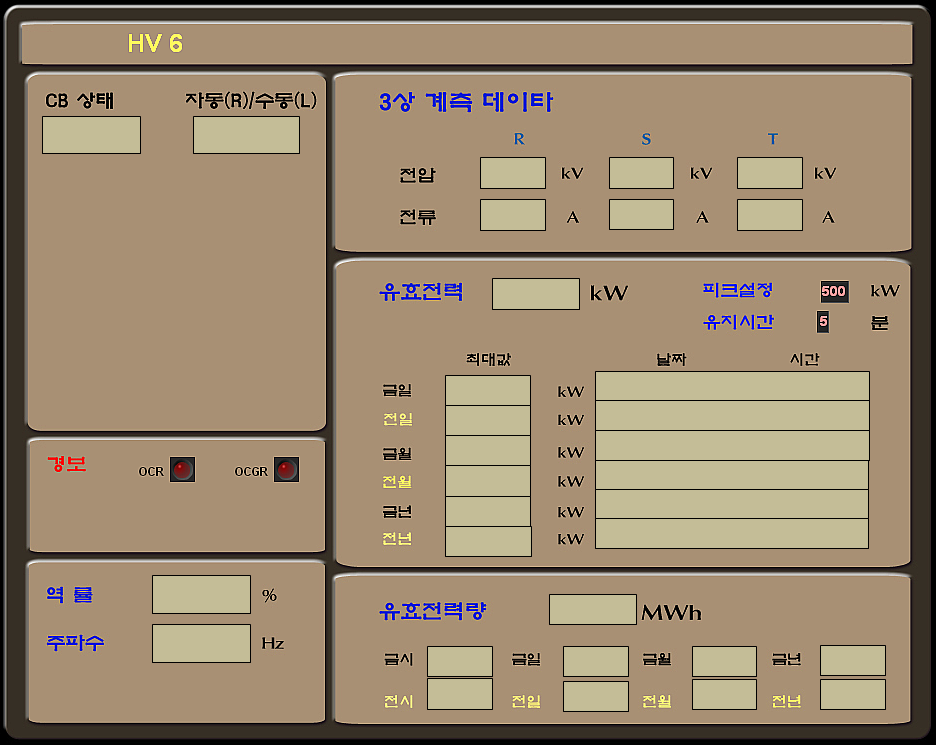 HV 6
CB 상태 자동(R)/수동(L)
3상 계측 데이타
R S T
전압 kV kV kV
전류 A A A
유효전력 kW 피크설정 500 kW
유지시간 5 분
최대값 날짜 시간
금일 kW
전일 kW
금월 kW
전월 kW
금년 kW
전년 kW
경보 OCR OCGR
역 률 %
주파수 Hz
유효전력량 MWh
금시 금일 금월 금년
전시 전일 전월 전년